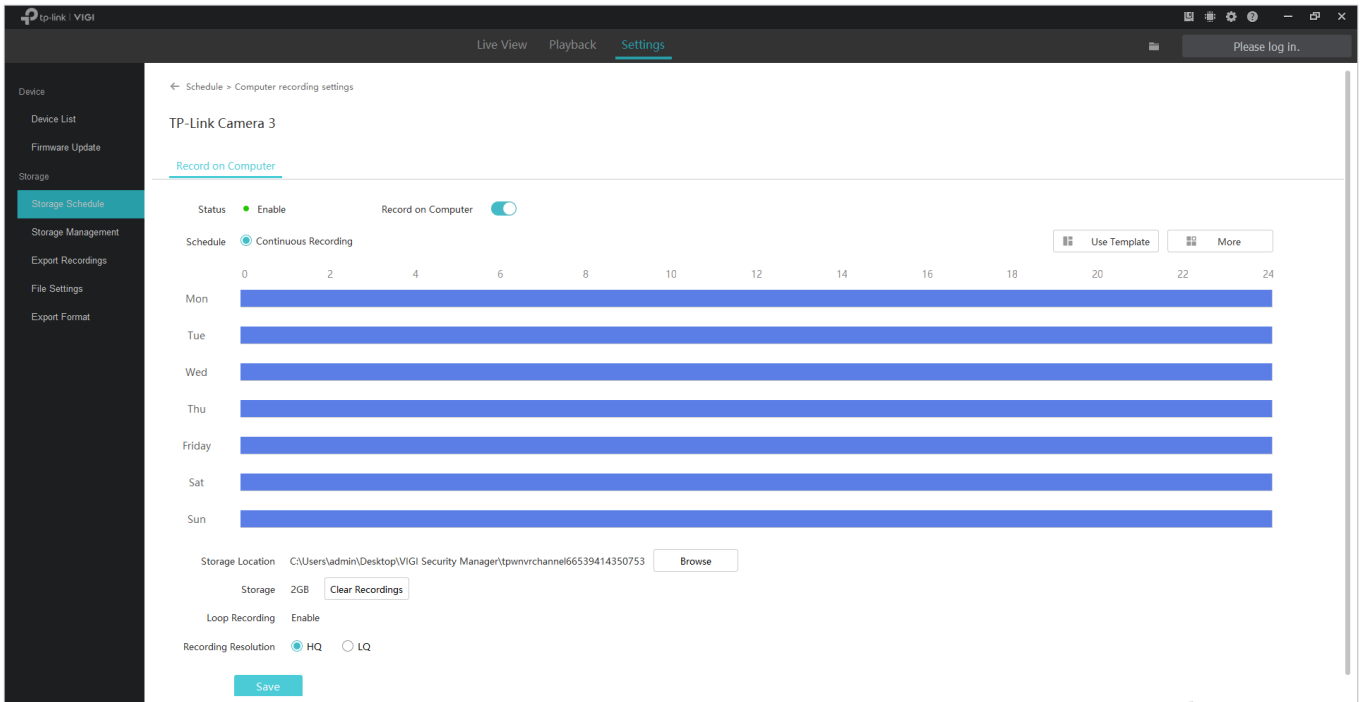 tp-link | VIGI
Live View Playback Settings Please log in.
Device
Device List
Firmware Update
Storage
Storage Schedule
Storage Management
Export Recordings
File Settings
Export Format
← Schedule > Computer recording settings
TP-Link Camera 3
Record on Computer
Status Enable Record on Computer
Schedule Continuous Recording Use Template More
0 2 4 6 8 10 12 14 16 18 20 22 24
Mon
Tue
Wed
Thu
Friday
Sat
Sun
Storage Location C:\Users\admin\Desktop\VIGI Security Manager\tpwnvrchannel66539414350753 Browse
Storage 2GB Clear Recordings
Loop Recording Enable
Recording Resolution HQ LQ
Save